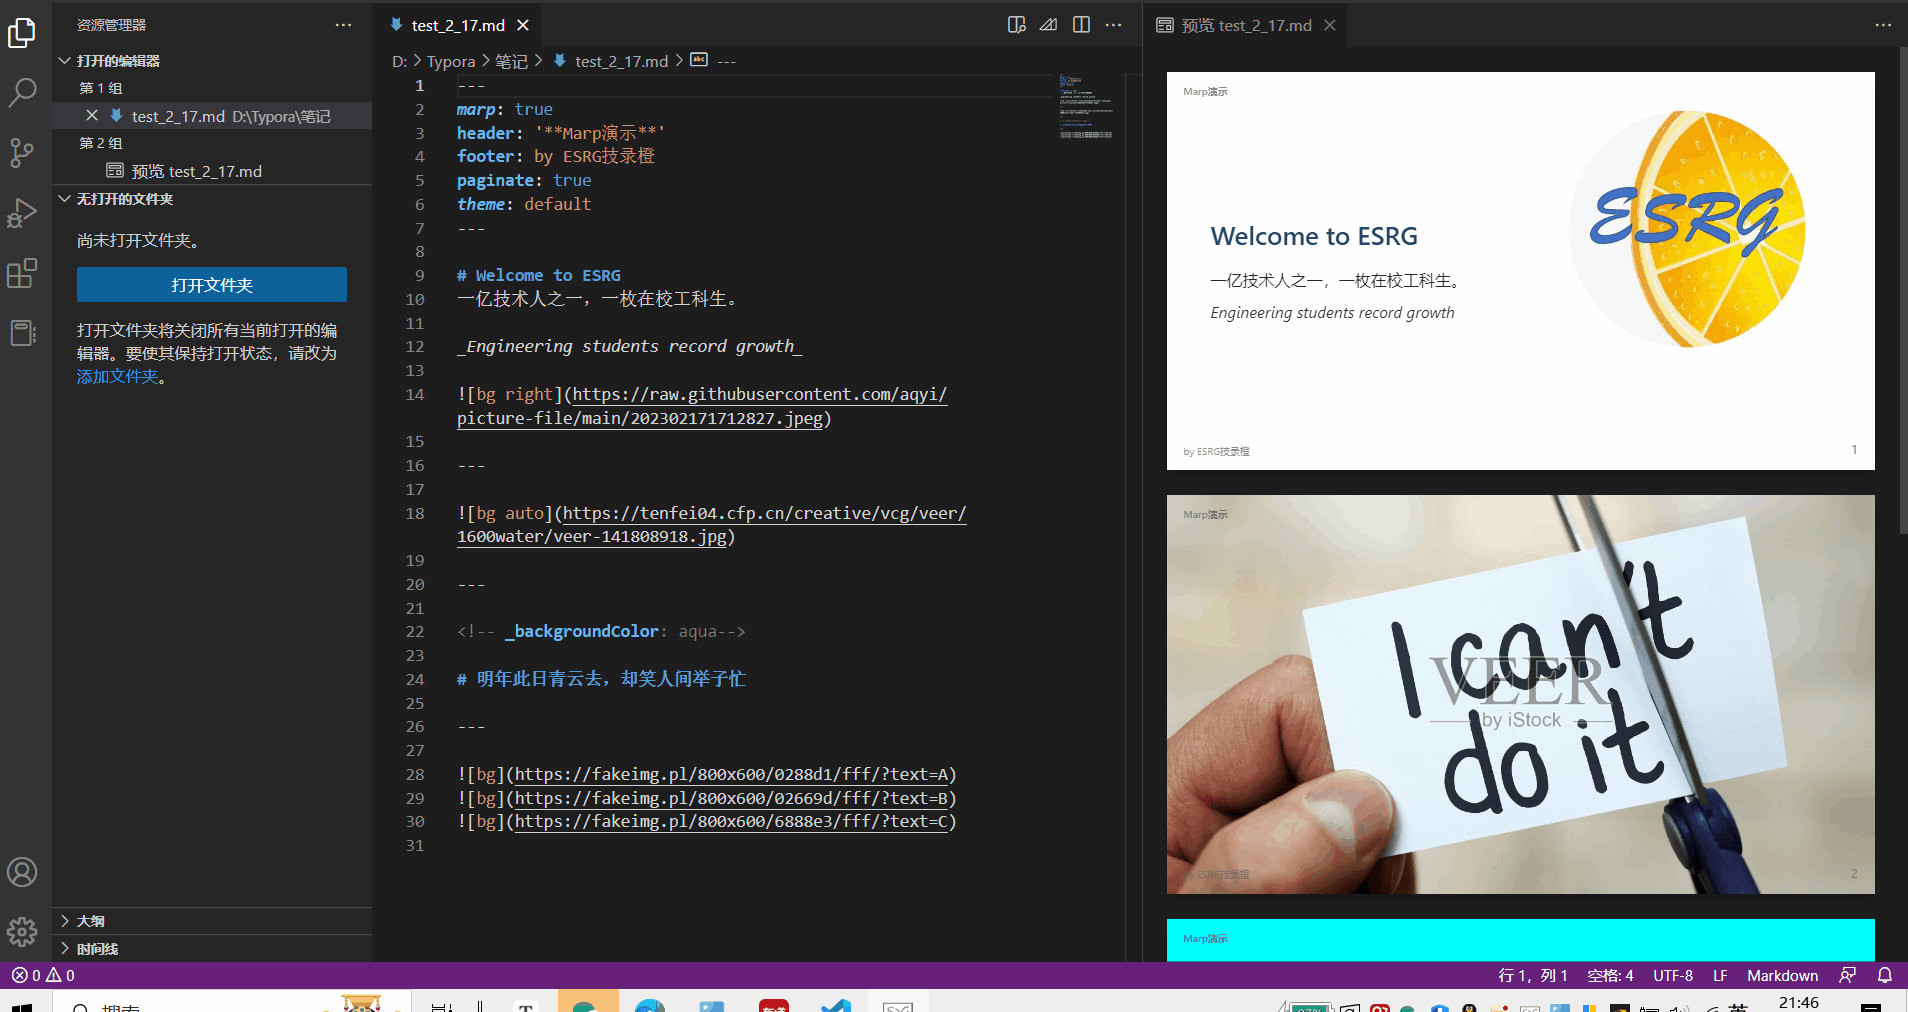 资源管理器
打开的编辑器
第 1 组
test_2_17.md D:\Typora\笔记
第 2 组
预览 test_2_17.md
无打开的文件夹
尚未打开文件夹。
打开文件夹
打开文件夹将关闭所有当前打开的编
辑器。要使其保持打开状态，请改为
添加文件夹。
大纲
时间线
test_2_17.md
D: > Typora > 笔记 > test_2_17.md > abc ---
1 ---
2 marp: true
3 header: '**Marp演示**'
4 footer: by ESRG技录橙
5 paginate: true
6 theme: default
7 ---
8
9 # Welcome to ESRG
10 一亿技术人之一，一枚在校工科生。
11
12 _Engineering students record growth_
13
14 ![bg right](https://raw.githubusercontent.com/aqyi/
picture-file/main/202302171712827.jpeg)
15
16 ---
17
18 ![bg auto](https://tenfei04.cfp.cn/creative/vcg/veer/
1600water/veer-141808918.jpg)
19
20 ---
21
22 <!-- _backgroundColor: aqua-->
23
24 # 明年此日青云去，却笑人间举子忙
25
26 ---
27
28 ![bg](https://fakeimg.pl/800x600/0288d1/fff/?text=A)
29 ![bg](https://fakeimg.pl/800x600/02669d/fff/?text=B)
30 ![bg](https://fakeimg.pl/800x600/6888e3/fff/?text=C)
31
预览 test_2_17.md
Marp演示
ESRG
Welcome to ESRG
一亿技术人之一，一枚在校工科生。
Engineering students record growth
by ESRG技录橙
1
Marp演示
I can't
do it
VEER
by iStock
ESRG技录橙
2
Marp演示
0 0
行 1，列 1 空格: 4 UTF-8 LF Markdown
搜索
21:46